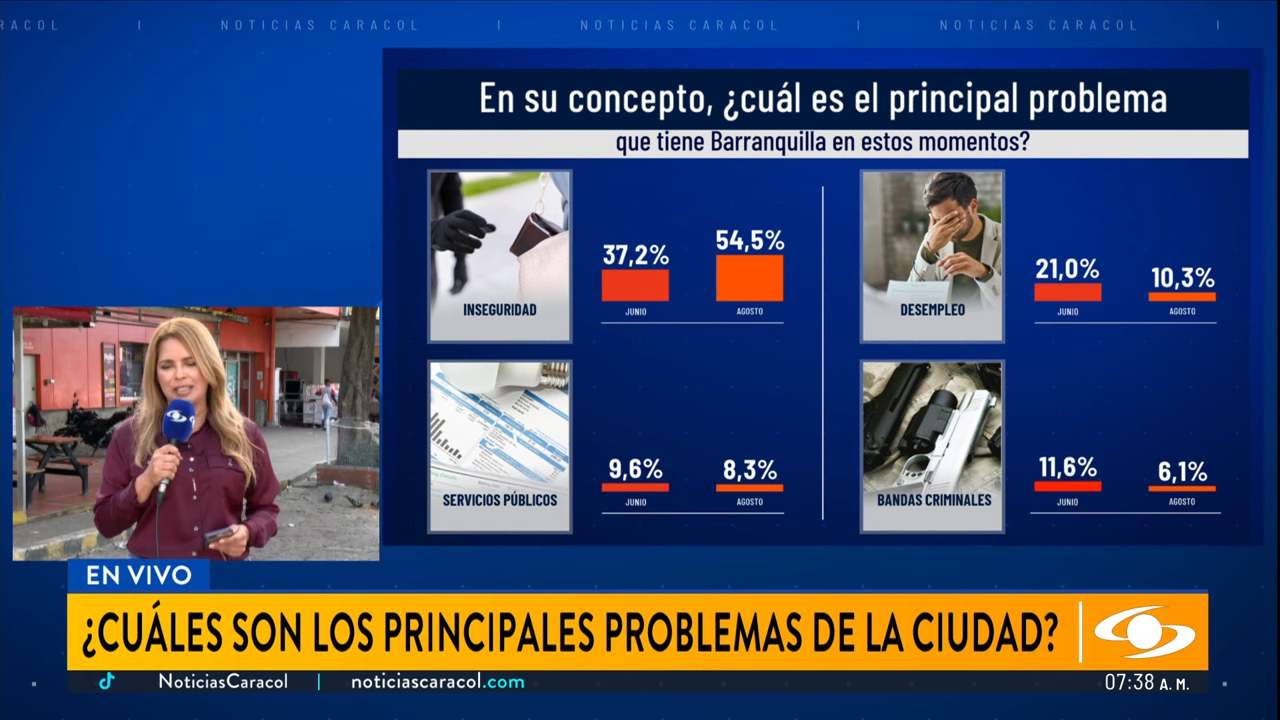 RACOL | NOTICIAS CARACOL | NOTICIAS CARACOL | NOTICIAS CARACOL |
En su concepto, ¿cuál es el principal problema
que tiene Barranquilla en estos momentos?
37,2%
54,5%
INSEGURIDAD
JUNIO
AGOSTO
21,0%
10,3%
DESEMPLEO
JUNIO
AGOSTO
9,6%
8,3%
SERVICIOS PÚBLICOS
JUNIO
AGOSTO
11,6%
6,1%
BANDAS CRIMINALES
JUNIO
AGOSTO
EN VIVO
¿CUÁLES SON LOS PRINCIPALES PROBLEMAS DE LA CIUDAD?
NoticiasCaracol | noticiascaracol.com
07:38 A. M.